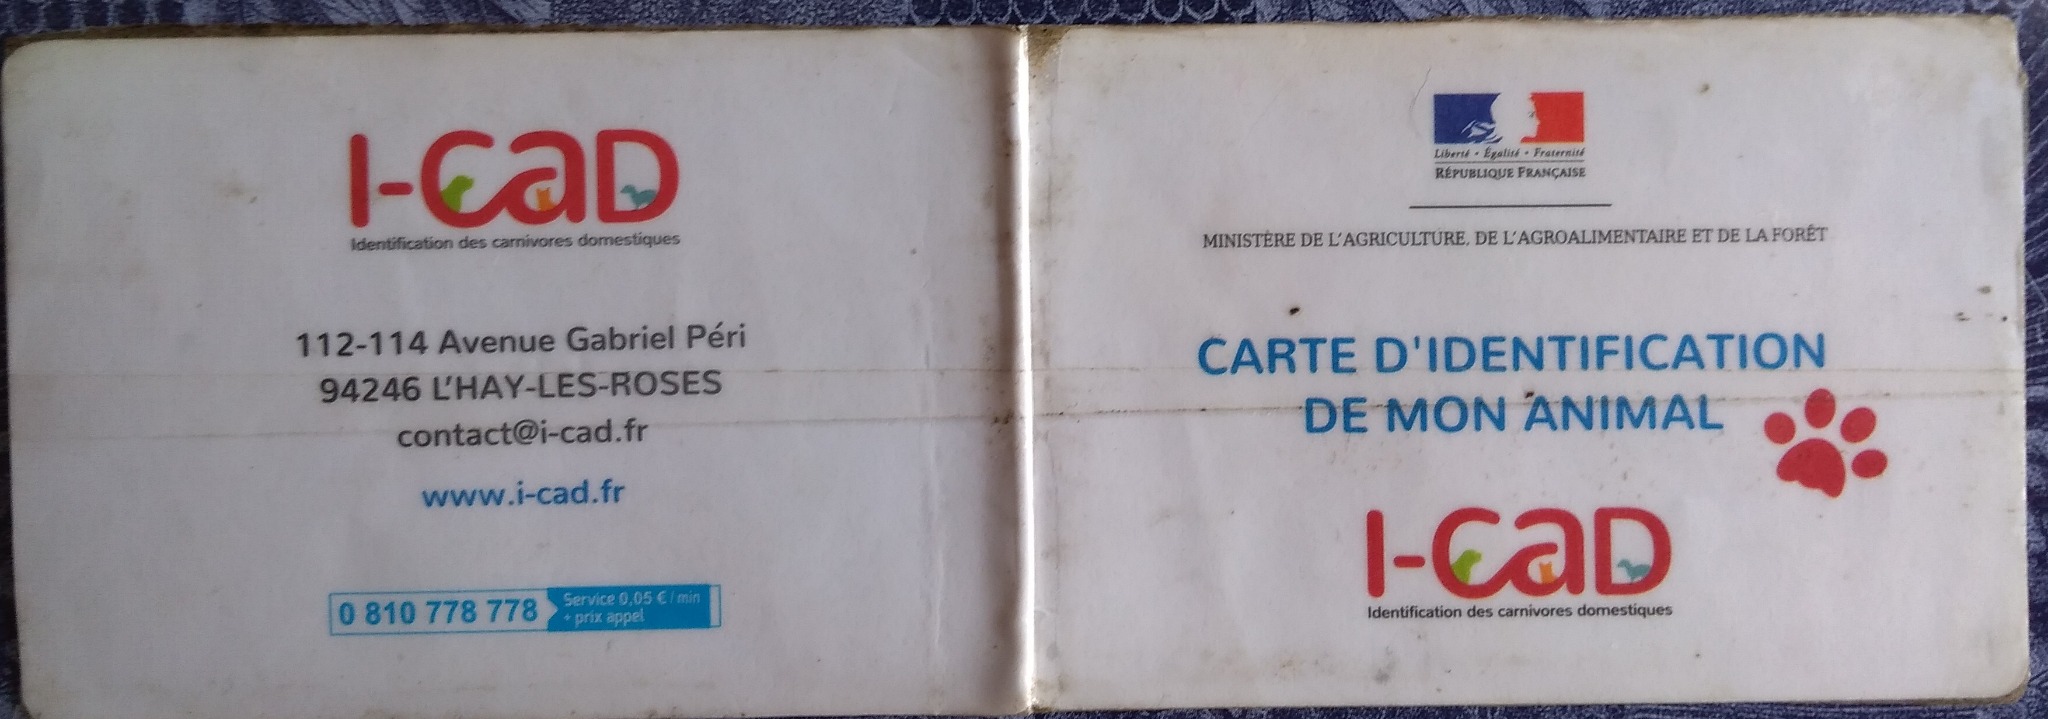 I-CAD
Identification des carnivores domestiques
112-114 Avenue Gabriel Péri
94246 L'HAY-LES-ROSES
contact@i-cad.fr
www.i-cad.fr
0 810 778 778
Service 0,05 € / min
+ prix appel
Liberté • Égalité • Fraternité
RÉPUBLIQUE FRANÇAISE
MINISTÈRE DE L'AGRICULTURE, DE L'AGROALIMENTAIRE ET DE LA FORÊT
CARTE D'IDENTIFICATION
DE MON ANIMAL
I-CAD
Identification des carnivores domestiques